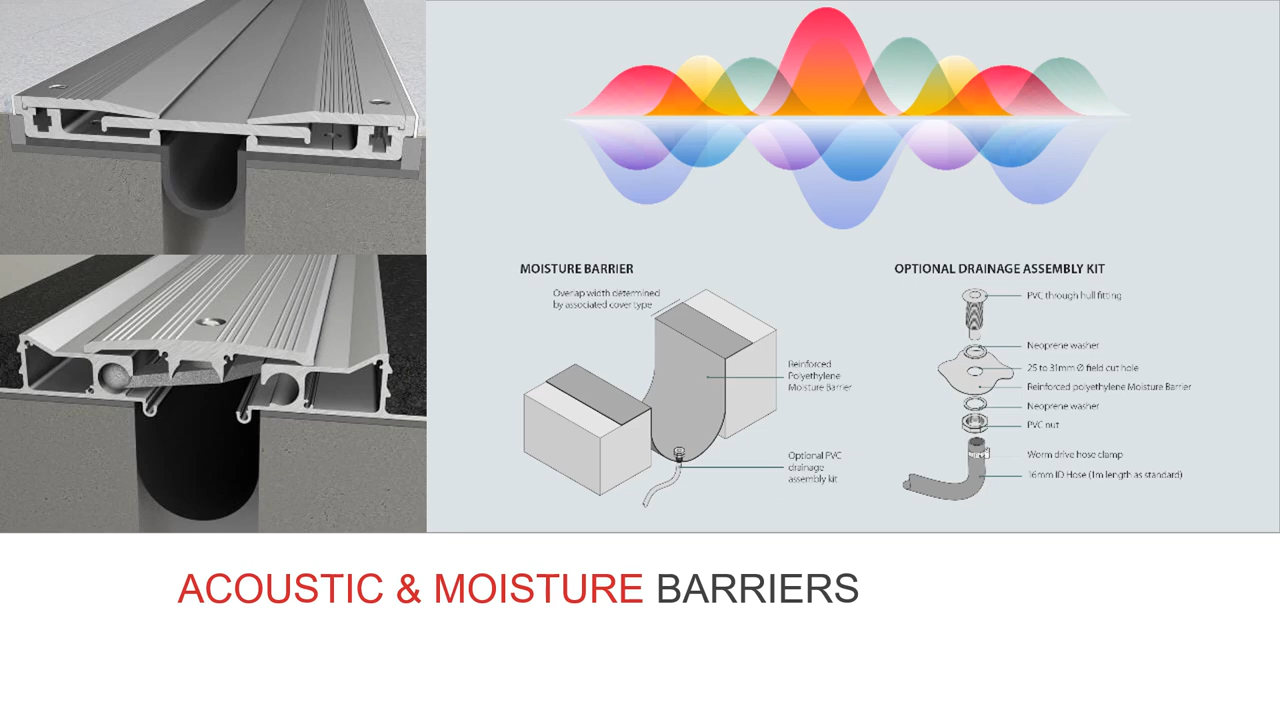 MOISTURE BARRIER
Overlap width determined
by associated cover type
Reinforced
Polyethylene
Moisture Barrier
Optional PVC
drainage
assembly kit
OPTIONAL DRAINAGE ASSEMBLY KIT
PVC through hull fitting
Neoprene washer
25 to 31mm Ø field cut hole
Reinforced polyethylene Moisture Barrier
Neoprene washer
PVC nut
Worm drive hose clamp
16mm ID Hose (1m length as standard)
ACOUSTIC & MOISTURE BARRIERS